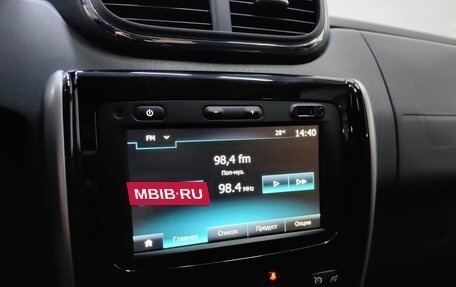 FM
28°C
14:40
98,4 fm
Поп-муз.
98.4 MHz
MBIB.RU
Главное
Список
Предуст
Опции